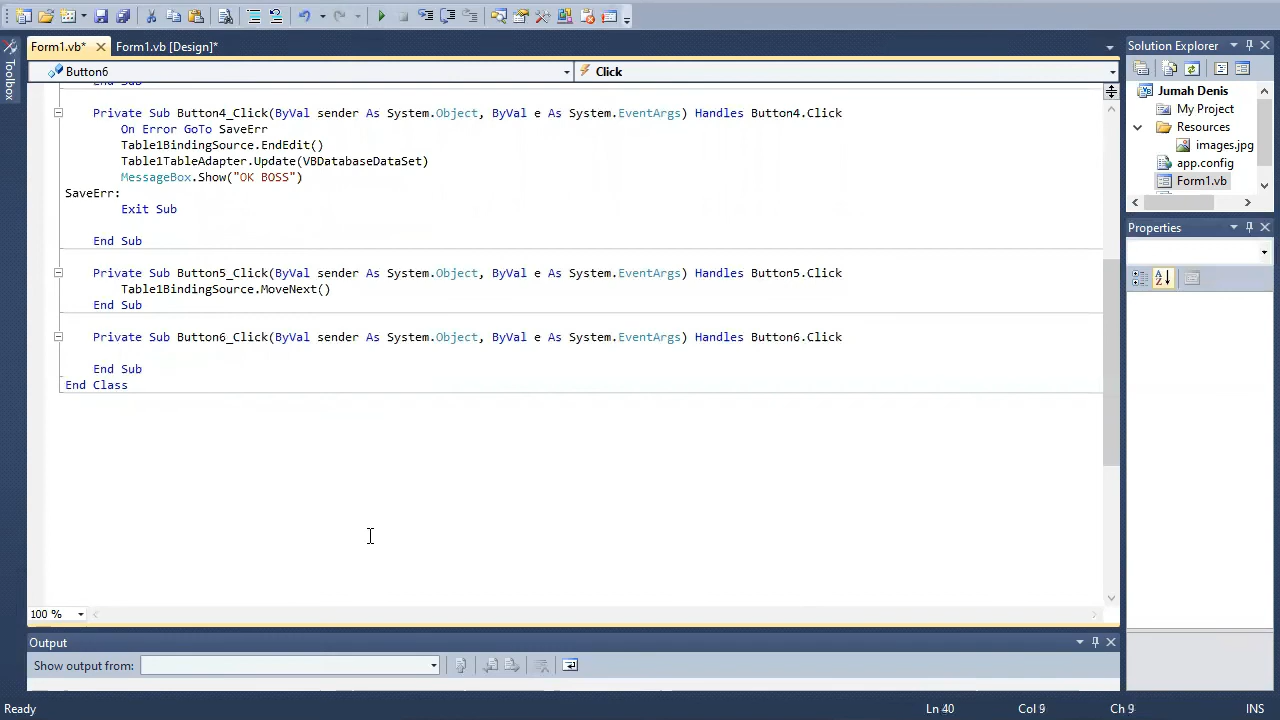 Form1.vb*
Form1.vb [Design]*
Solution Explorer
Toolbox
Button6
Click
Jumah Denis
My Project
Resources
images.jpg
app.config
Form1.vb
Private Sub Button4_Click(ByVal sender As System.Object, ByVal e As System.EventArgs) Handles Button4.Click
On Error GoTo SaveErr
Table1BindingSource.EndEdit()
Table1TableAdapter.Update(VBDatabaseDataSet)
MessageBox.Show("OK BOSS")
SaveErr:
Exit Sub
End Sub
Private Sub Button5_Click(ByVal sender As System.Object, ByVal e As System.EventArgs) Handles Button5.Click
Table1BindingSource.MoveNext()
End Sub
Private Sub Button6_Click(ByVal sender As System.Object, ByVal e As System.EventArgs) Handles Button6.Click
End Sub
End Class
Properties
100 %
Output
Show output from:
Ready
Ln 40
Col 9
Ch 9
INS